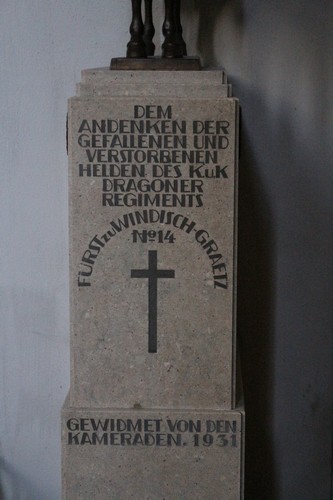 DEM
ANDENKEN DER
GEFALLENEN UND
VERSTORBENEN
HELDEN DES KuK
DRAGONER
REGIMENTS
FÜRST zu WINDISCH-GRAETZ
No 14
GEWIDMET VON DEN
KAMERADEN. 1931